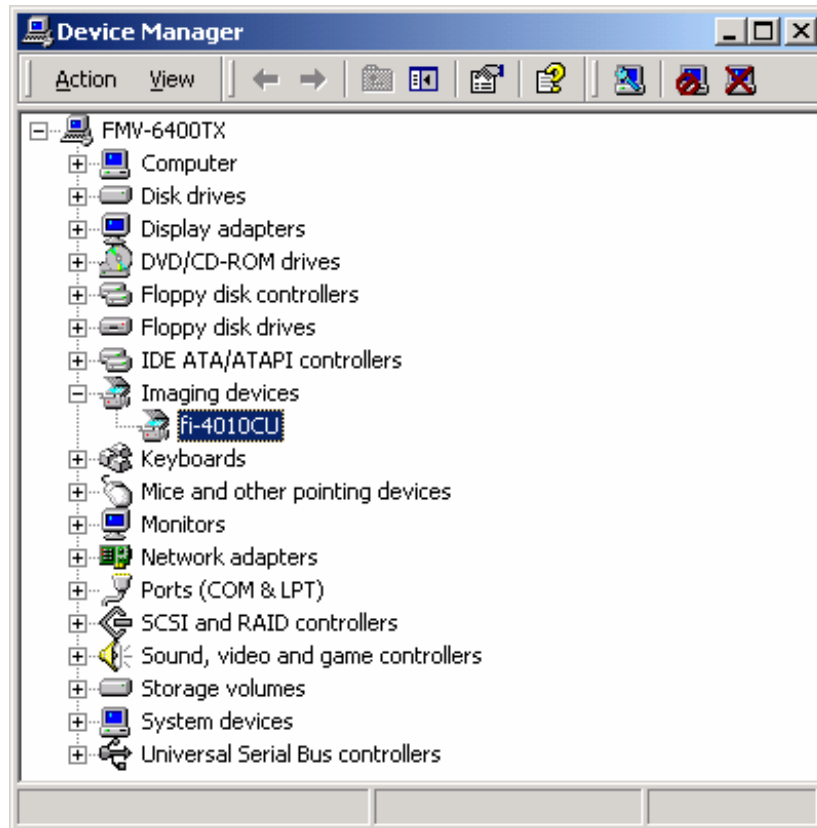 Device Manager
Action View
FMV-6400TX
Computer
Disk drives
Display adapters
DVD/CD-ROM drives
Floppy disk controllers
Floppy disk drives
IDE ATA/ATAPI controllers
Imaging devices
fi-4010CU
Keyboards
Mice and other pointing devices
Monitors
Network adapters
Ports (COM & LPT)
SCSI and RAID controllers
Sound, video and game controllers
Storage volumes
System devices
Universal Serial Bus controllers